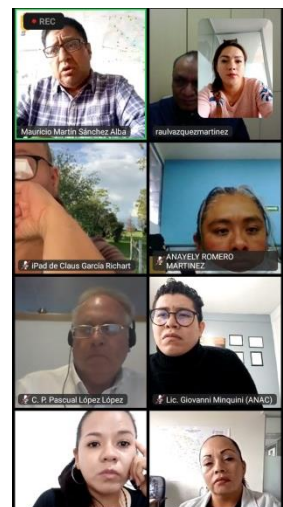 REC
Mauricio Martín Sánchez Alba
raulvazquezmartinez
iPad de Claus García Richart
ANAYELY ROMERO
MARTINEZ
C. P. Pascual López López
Lic. Giovanni Minquini (ANAC)